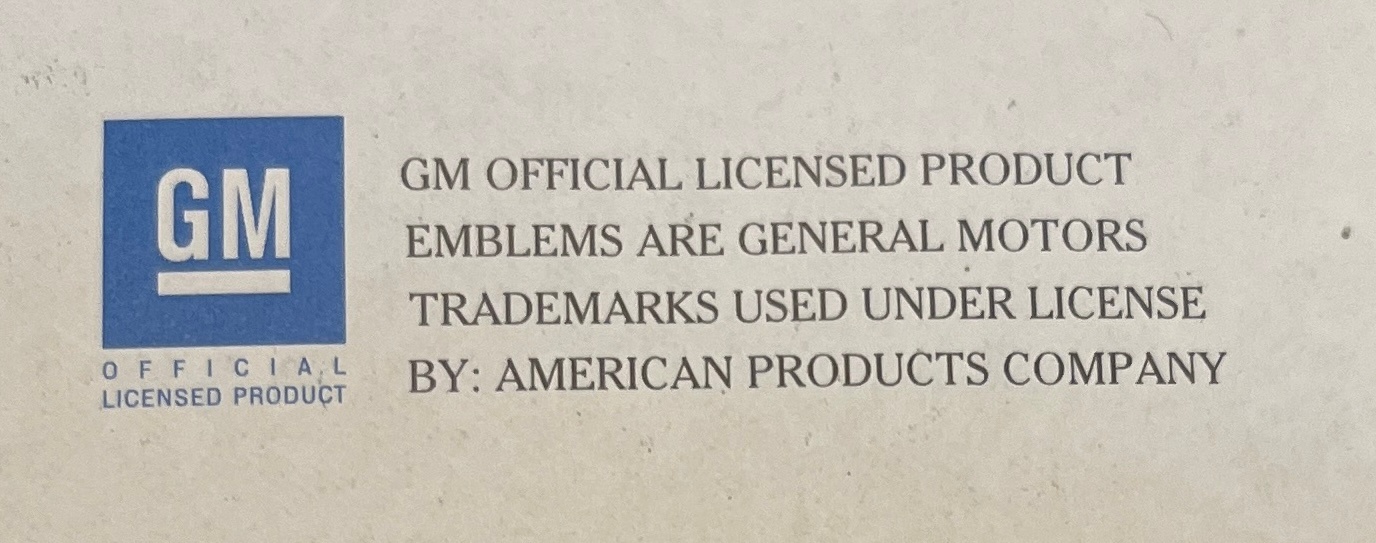 GM
OFFICIAL
LICENSED PRODUCT
GM OFFICIAL LICENSED PRODUCT
EMBLEMS ARE GENERAL MOTORS
TRADEMARKS USED UNDER LICENSE
BY: AMERICAN PRODUCTS COMPANY